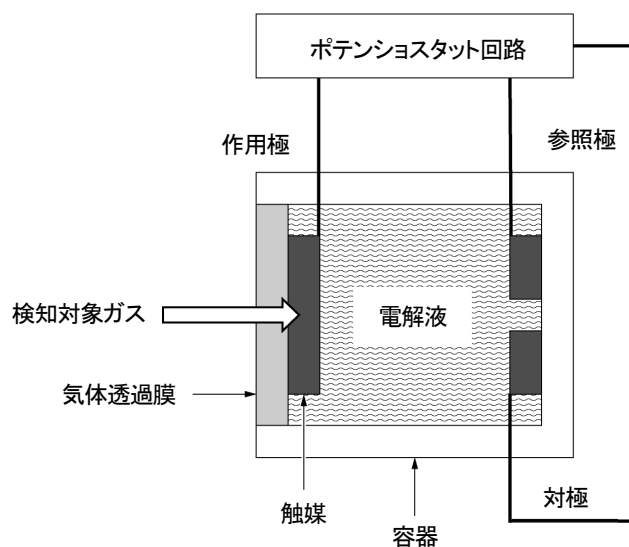 ポテンショスタット回路
作用極
参照極
検知対象ガス
電解液
気体透過膜
触媒
容器
対極